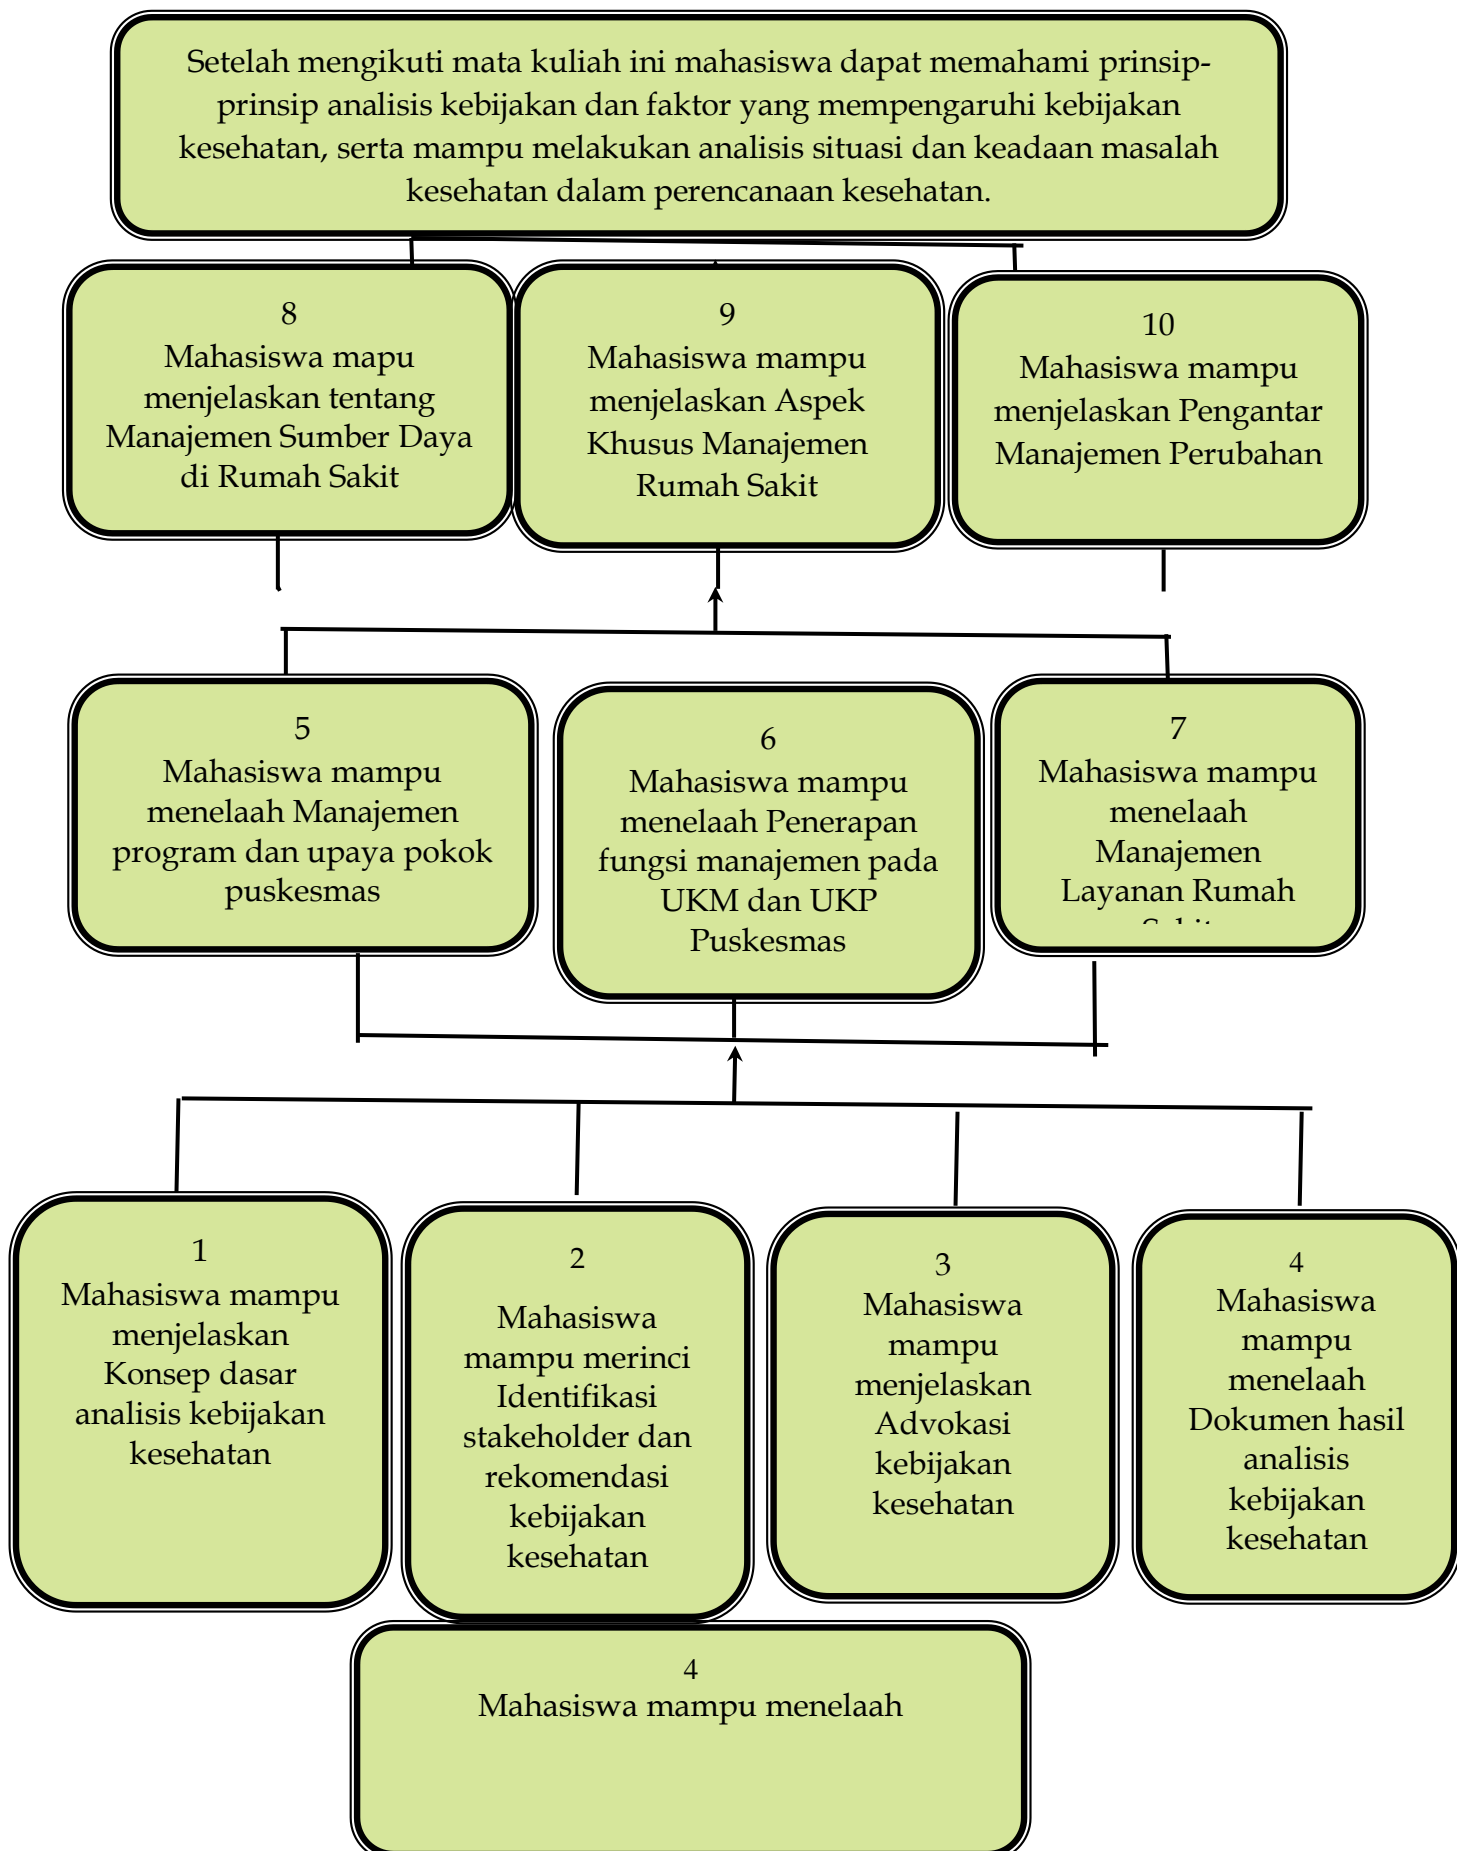 Setelah mengikuti mata kuliah ini mahasiswa dapat memahami prinsip-
prinsip analisis kebijakan dan faktor yang mempengaruhi kebijakan
kesehatan, serta mampu melakukan analisis situasi dan keadaan masalah
kesehatan dalam perencanaan kesehatan.
8
Mahasiswa mapu
menjelaskan tentang
Manajemen Sumber Daya
di Rumah Sakit
9
Mahasiswa mampu
menjelaskan Aspek
Khusus Manajemen
Rumah Sakit
10
Mahasiswa mampu
menjelaskan Pengantar
Manajemen Perubahan
5
Mahasiswa mampu
menelaah Manajemen
program dan upaya pokok
puskesmas
6
Mahasiswa mampu
menelaah Penerapan
fungsi manajemen pada
UKM dan UKP
Puskesmas
7
Mahasiswa mampu
menelaah
Manajemen
Layanan Rumah
1
Mahasiswa mampu
menjelaskan
Konsep dasar
analisis kebijakan
kesehatan
2
Mahasiswa
mampu merinci
Identifikasi
stakeholder dan
rekomendasi
kebijakan
kesehatan
3
Mahasiswa
mampu
menjelaskan
Advokasi
kebijakan
kesehatan
4
Mahasiswa
mampu
menelaah
Dokumen hasil
analisis
kebijakan
kesehatan
4
Mahasiswa mampu menelaah